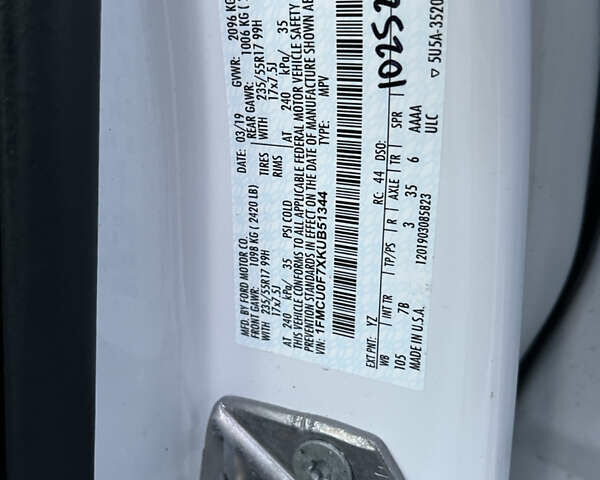 MFD. BY FORD MOTOR CO.
DATE: 03/19 GVWR: 2096 KG
FRONT GAWR: 1098 KG ( 2420 LB) REAR GAWR: 1006 KG (
WITH 235/55R17 99H TIRES WITH 235/55R17 99H
17x7.5J RIMS 17x7.5J
AT 240 kPa/ 35 PSI COLD AT 240 kPa/ 35
THIS VEHICLE CONFORMS TO ALL APPLICABLE FEDERAL MOTOR VEHICLE SAFETY
PREVENTION STANDARDS IN EFFECT ON THE DATE OF MANUFACTURE SHOWN AB
VIN: 1FMCU0F7XKUB51344 TYPE: MPV
10250
EXT PNT: YZ RC: 44 DSO:
WB INT TR TP/PS R AXLE TR SPR
105 7B 3 35 6 AAAA
MADE IN U.S.A. 1201903085823 ULC
▽ 5U5A-3520